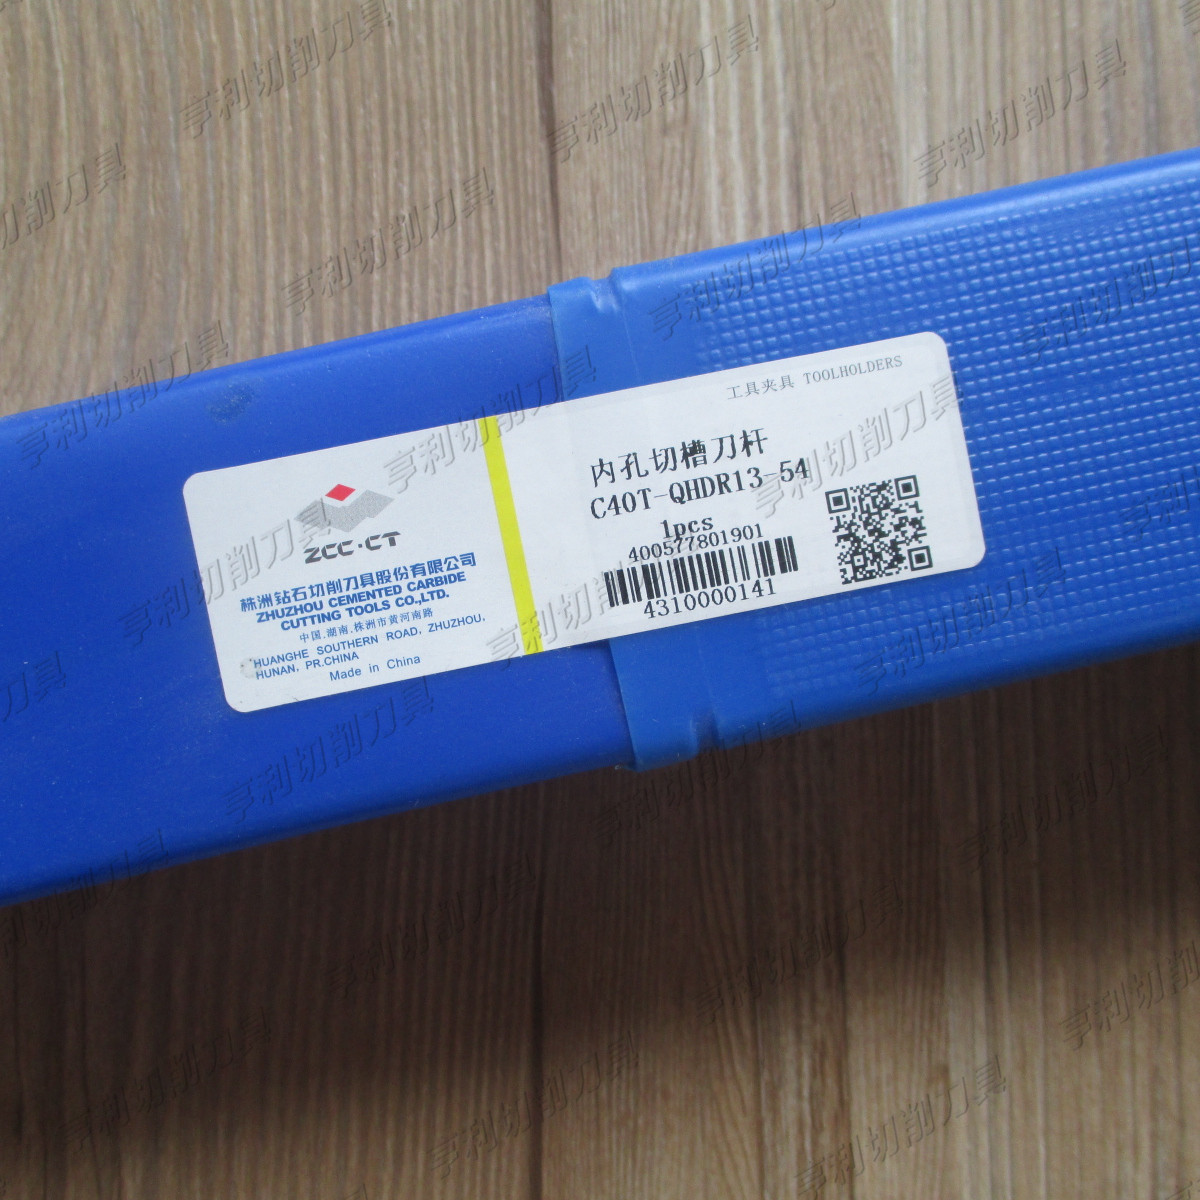 工具夹具 TOOLHOLDERS
内孔切槽刀杆
C40T-QHDR13-54
1pcs
400577801901
4310000141
ZCC·CT
株洲钻石切削刀具股份有限公司
ZHUZHOU CEMENTED CARBIDE
CUTTING TOOLS CO.,LTD.
中国.湖南.株洲市黄河南路
HUANGHE SOUTHERN ROAD, ZHUZHOU,
HUNAN, PR.CHINA
Made in China
亨利切削刀具